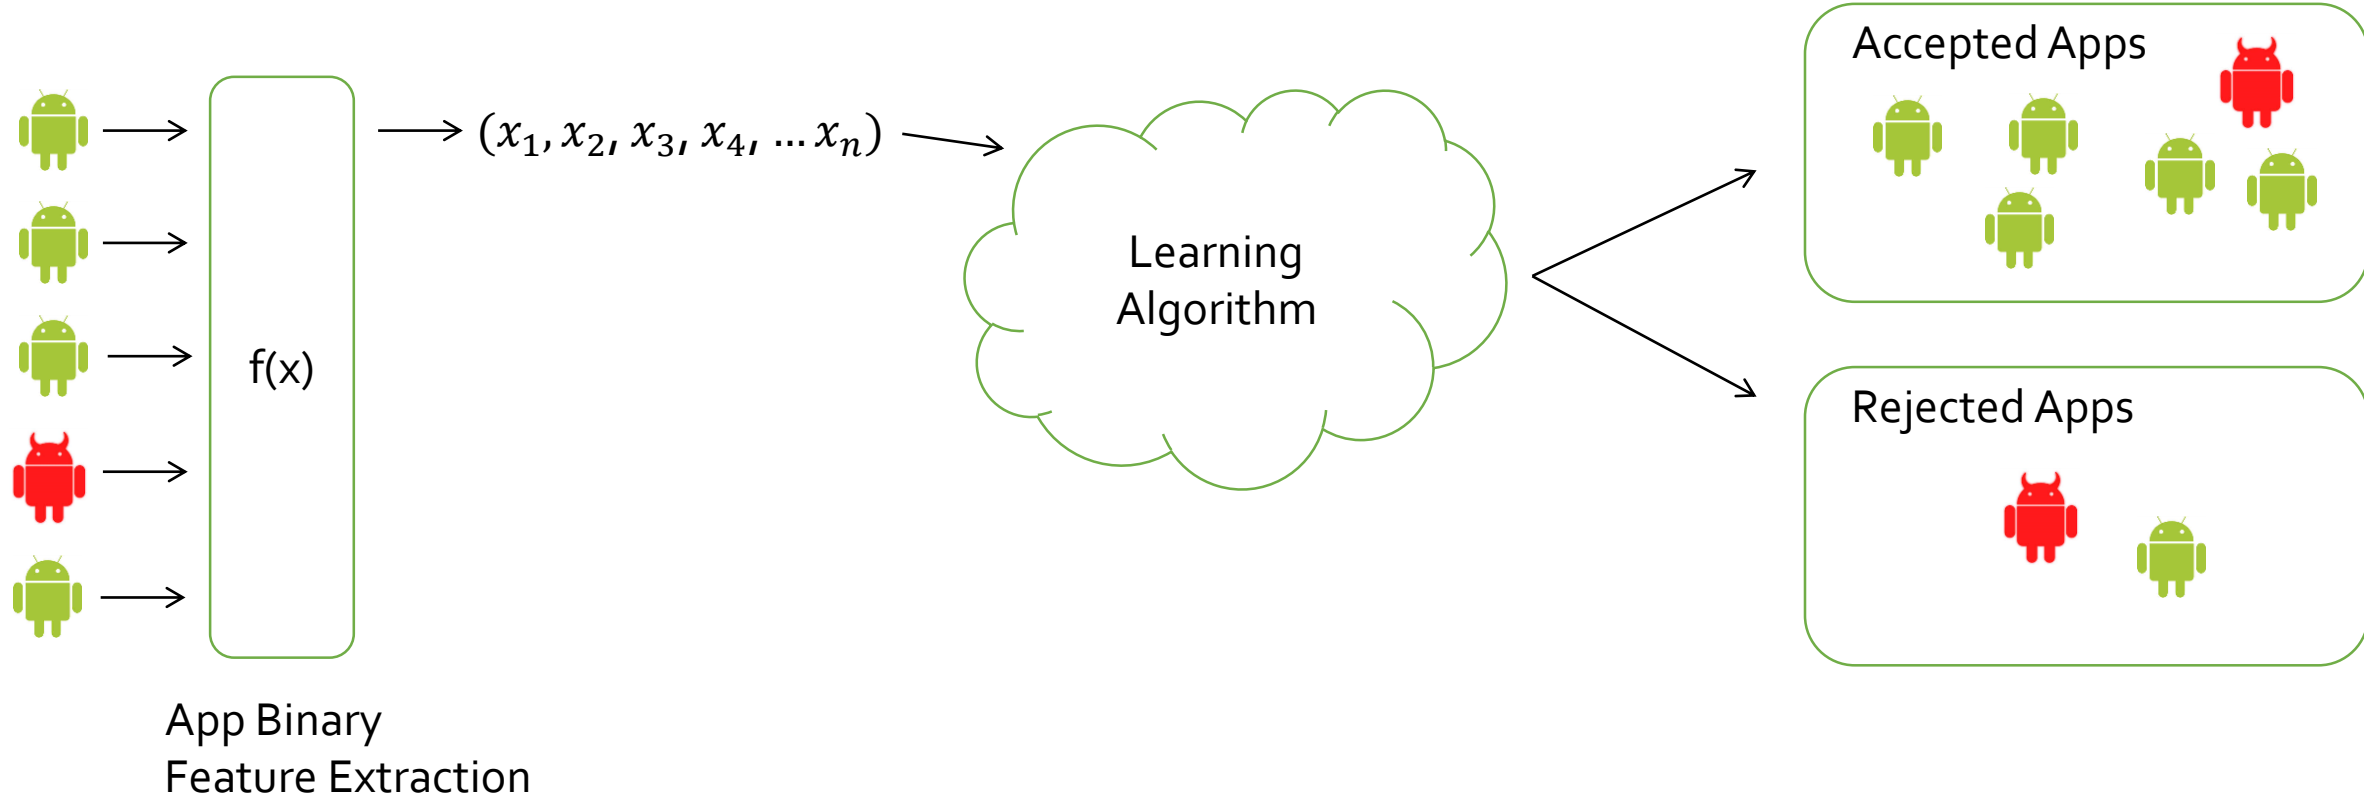 f(x)
(x₁, x₂, x₃, x₄, ... xₙ)
Learning
Algorithm
Accepted Apps
Rejected Apps
App Binary
Feature Extraction